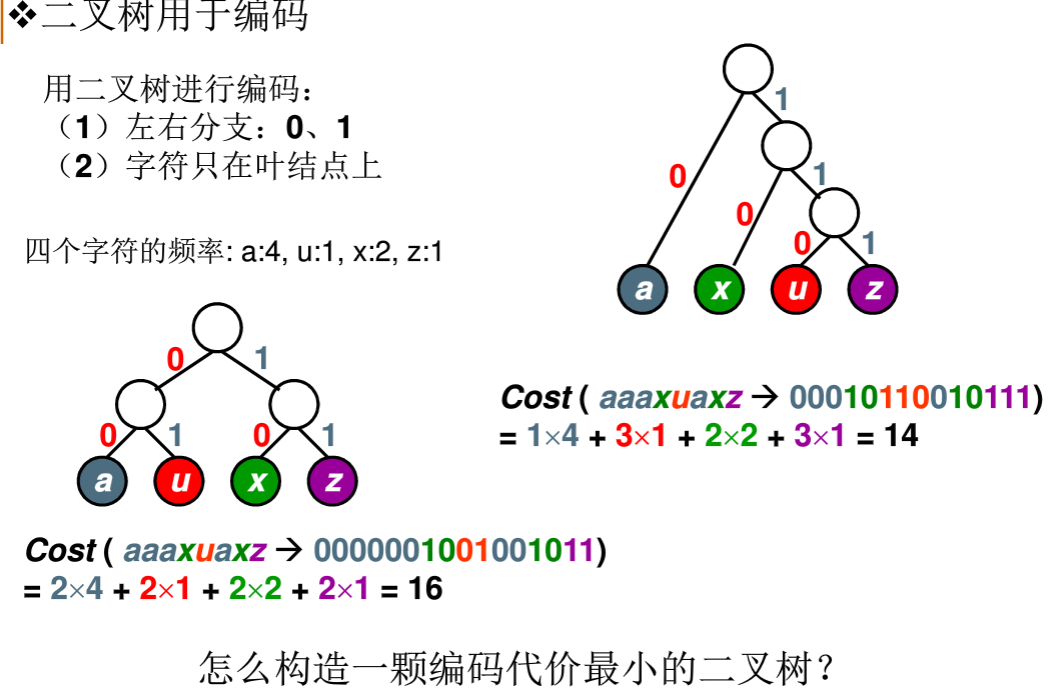 ❖二叉树用于编码
用二叉树进行编码：
（1）左右分支：0、1
（2）字符只在叶结点上
四个字符的频率: a:4, u:1, x:2, z:1
1
0
1
0
0
1
a
x
u
z
0
1
0
1
0
1
a
u
x
z
Cost ( aaaxuaxz → 00010110010111)
= 1×4 + 3×1 + 2×2 + 3×1 = 14
Cost ( aaaxuaxz → 0000001001001011)
= 2×4 + 2×1 + 2×2 + 2×1 = 16
怎么构造一颗编码代价最小的二叉树？